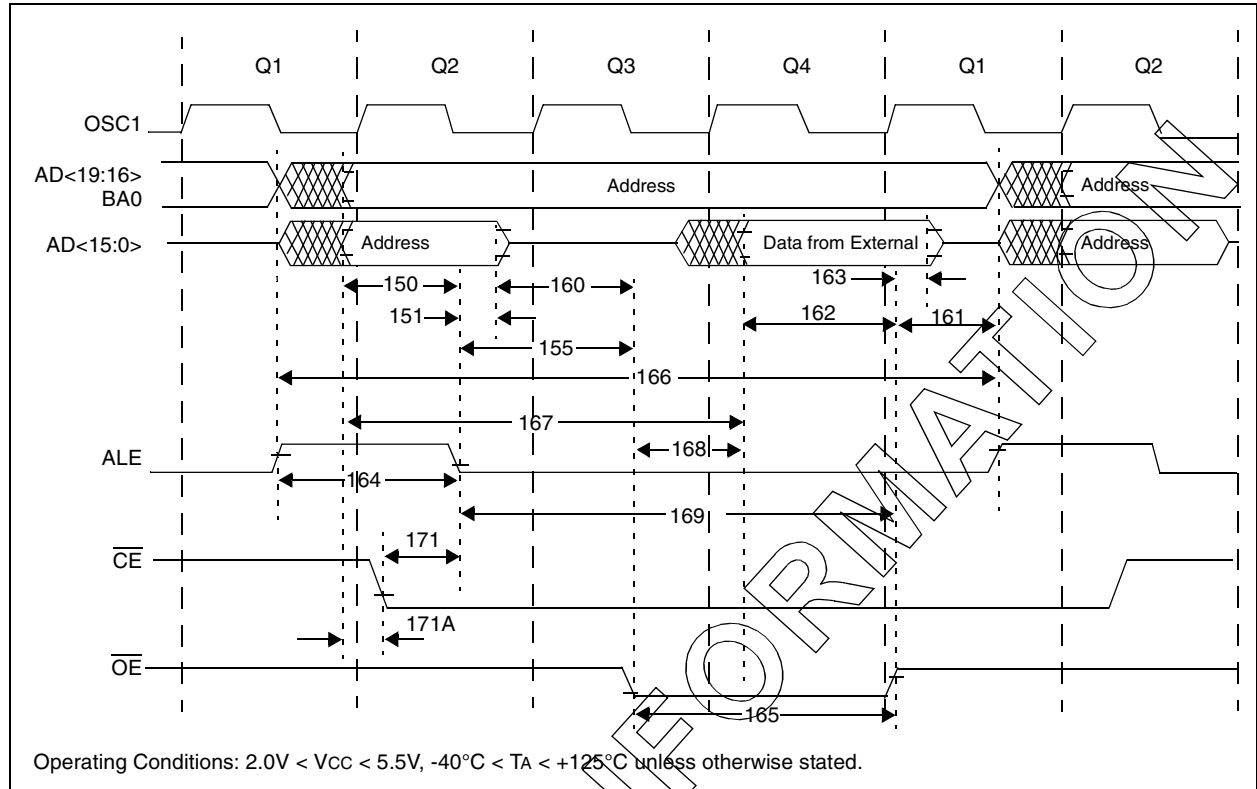 Q1 Q2 Q3 Q4 Q1 Q2
OSC1
AD<19:16>
BA0
Address
Address
AD<15:0>
Address
Data from External
Address
150
160
163
151
162
161
155
166
167
168
ALE
164
169
171
CE
171A
OE
165
Operating Conditions: 2.0V < VCC < 5.5V, -40°C < TA < +125°C unless otherwise stated.
FORMATION